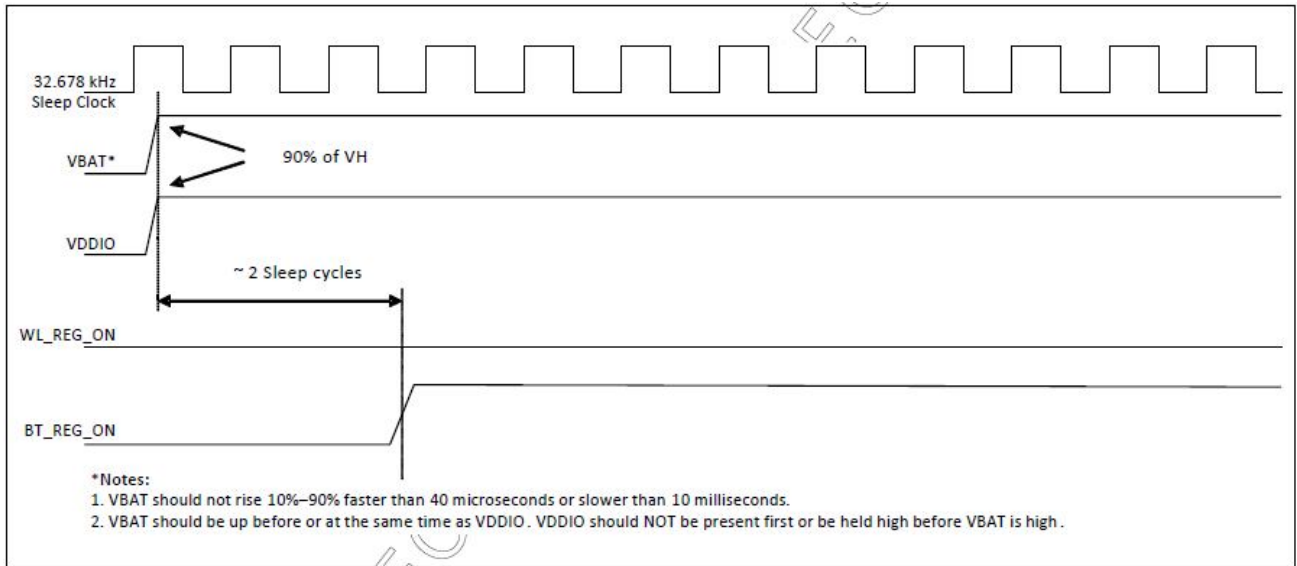 32.678 kHz
Sleep Clock
VBAT*
90% of VH
VDDIO
~ 2 Sleep cycles
WL_REG_ON
BT_REG_ON
*Notes:
1. VBAT should not rise 10%–90% faster than 40 microseconds or slower than 10 milliseconds.
2. VBAT should be up before or at the same time as VDDIO. VDDIO should NOT be present first or be held high before VBAT is high.